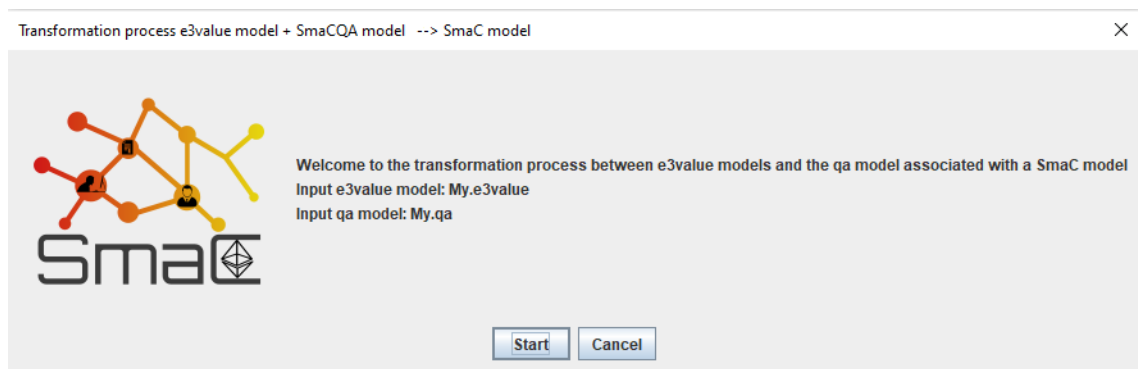 Transformation process e3value model + SmaCQA model --> SmaC model
Welcome to the transformation process between e3value models and the qa model associated with a SmaC model
Input e3value model: My.e3value
Input qa model: My.qa
SmaC
Start Cancel